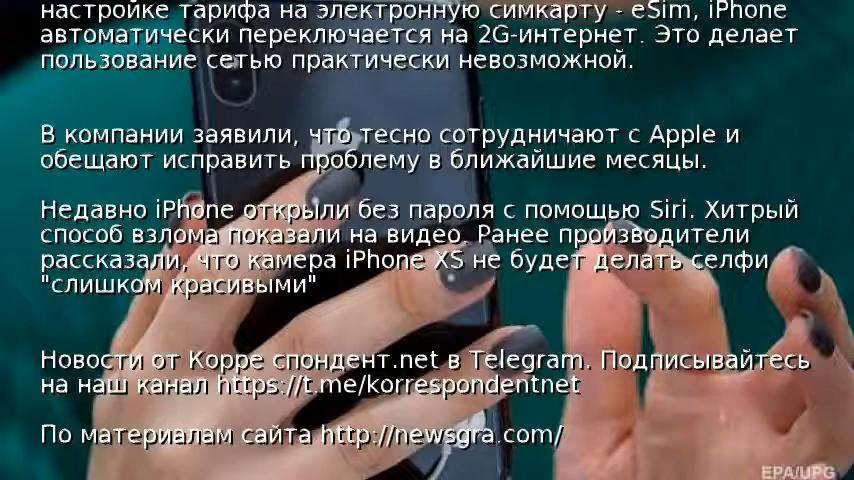 настройке тарифа на электронную симкарту - eSim, iPhone
автоматически переключается на 2G-интернет. Это делает
пользование сетью практически невозможной.
В компании заявили, что тесно сотрудничают с Apple и
обещают исправить проблему в ближайшие месяцы.
Недавно iPhone открыли без пароля с помощью Siri. Хитрый
способ взлома показали на видео. Ранее производители
рассказали, что камера iPhone XS не будет делать селфи
"слишком красивыми"
Новости от Корре спондент.net в Telegram. Подписывайтесь
на наш канал https://t.me/korrespondentnet
По материалам сайта http://newsgra.com/
EPA/UPG